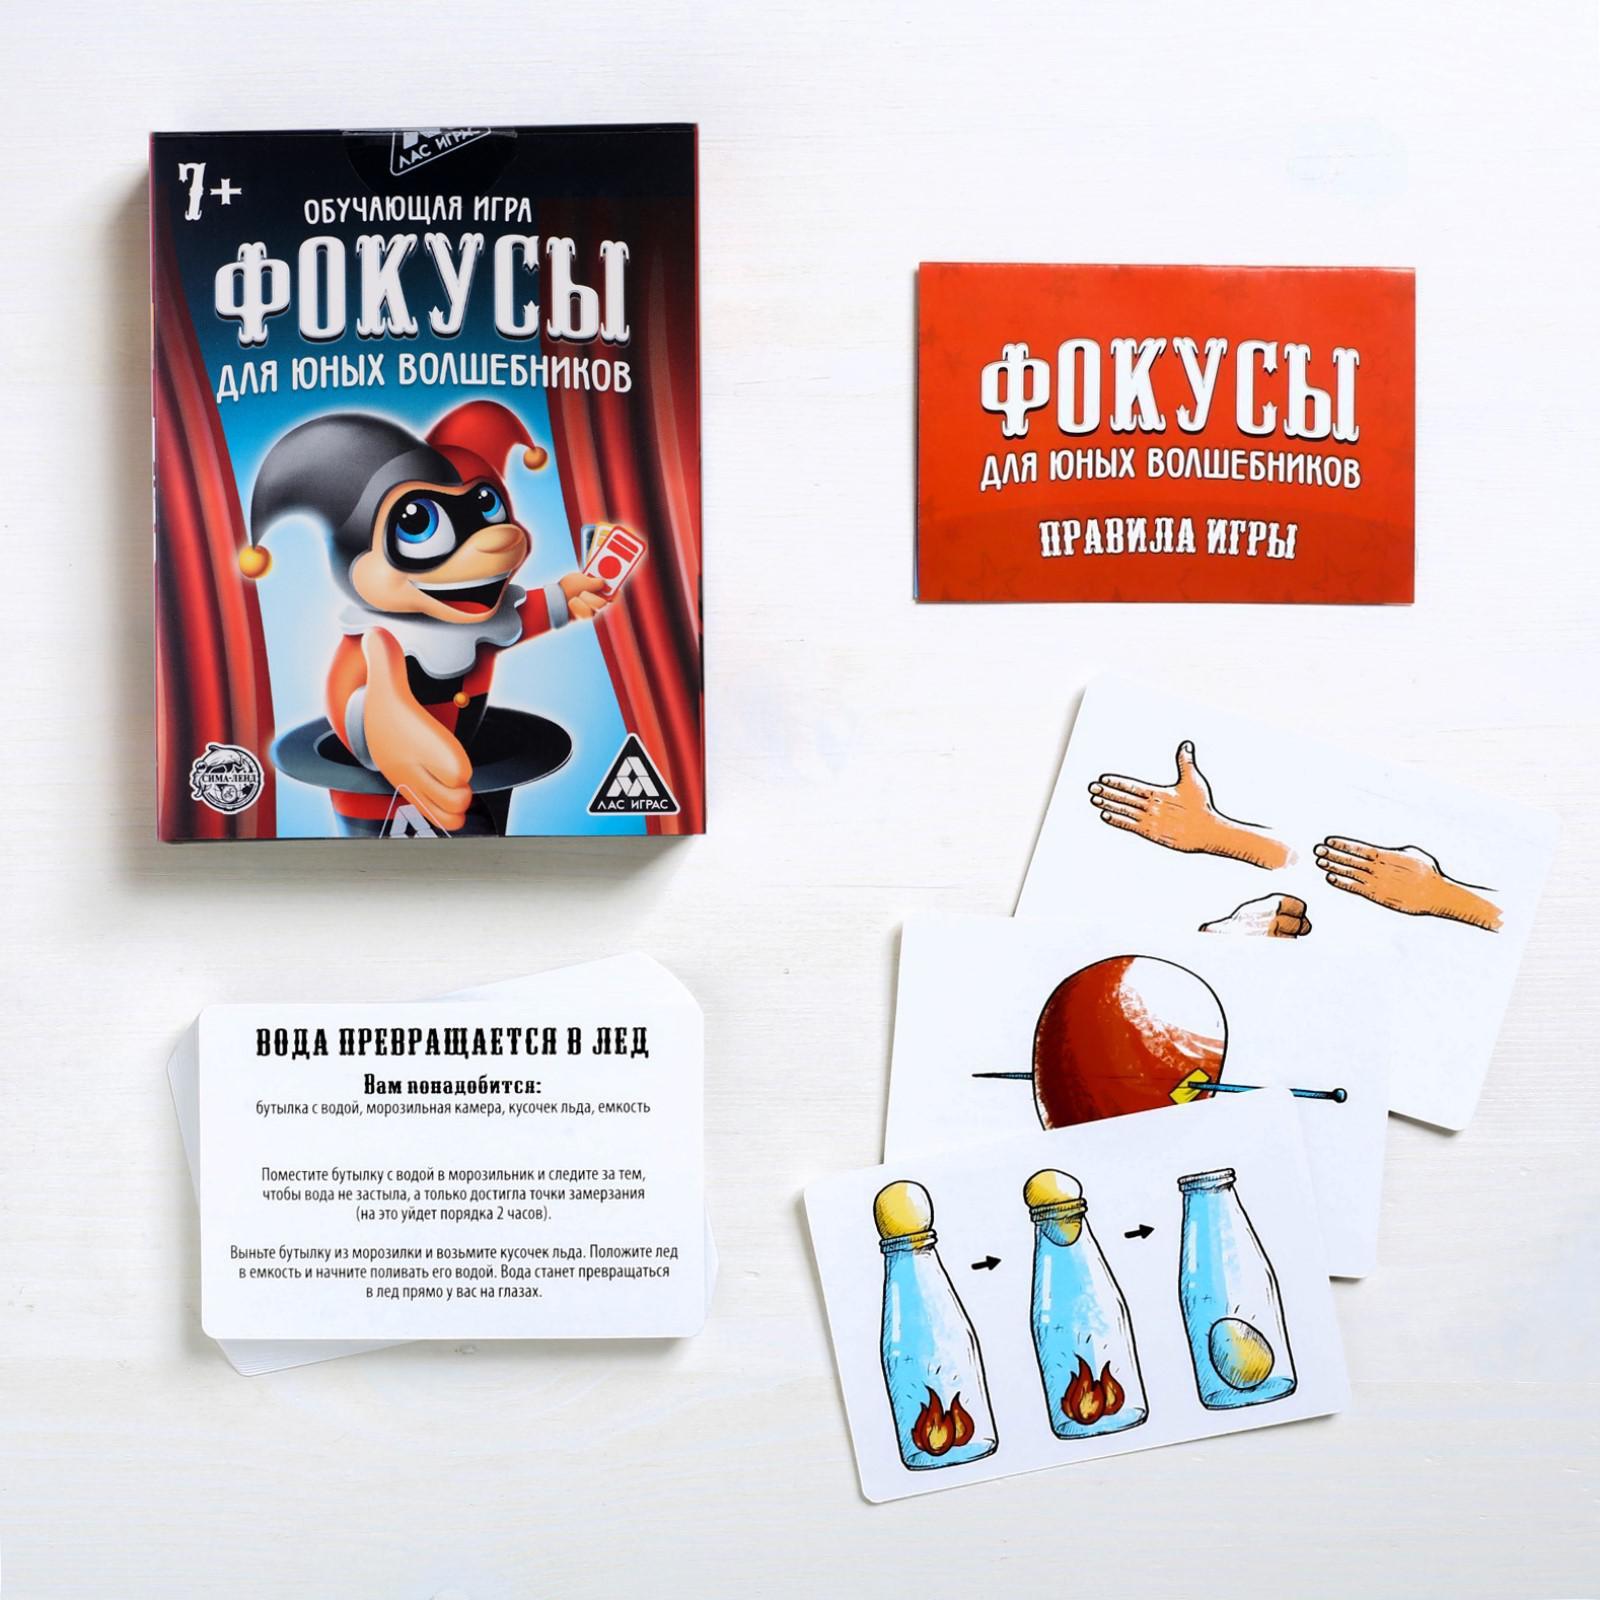 ЛАС ИГРАС
7+
ОБУЧАЮЩАЯ ИГРА
ФОКУСЫ
ДЛЯ ЮНЫХ ВОЛШЕБНИКОВ
СИМА-ЛЕНД
ЛАС ИГРАС
ФОКУСЫ
ДЛЯ ЮНЫХ ВОЛШЕБНИКОВ
ПРАВИЛА ИГРЫ
ВОДА ПРЕВРАЩАЕТСЯ В ЛЕД
Вам понадобится:
бутылка с водой, морозильная камера, кусочек льда, емкость
Поместите бутылку с водой в морозильник и следите за тем,
чтобы вода не застыла, а только достигла точки замерзания
(на это уйдет порядка 2 часов).
Выньте бутылку из морозилки и возьмите кусочек льда. Положите лед
в емкость и начните поливать его водой. Вода станет превращаться
в лед прямо у вас на глазах.